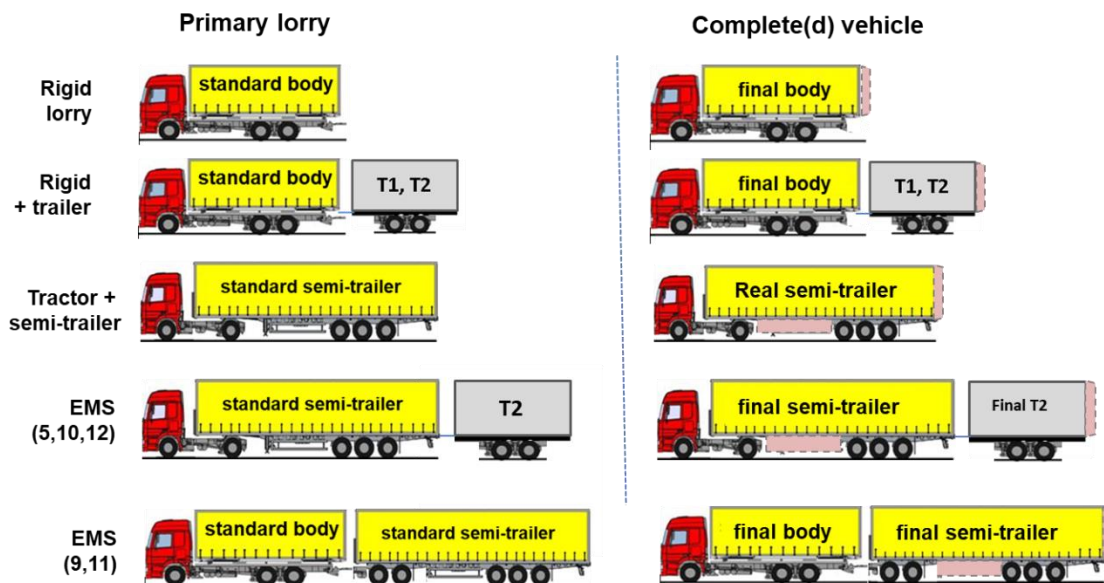 Primary lorry
Complete(d) vehicle
Rigid
lorry
standard body
final body
Rigid
+ trailer
standard body
T1, T2
final body
T1, T2
Tractor +
semi-trailer
standard semi-trailer
Real semi-trailer
EMS
(5,10,12)
standard semi-trailer
T2
final semi-trailer
Final T2
EMS
(9,11)
standard body
standard semi-trailer
final body
final semi-trailer